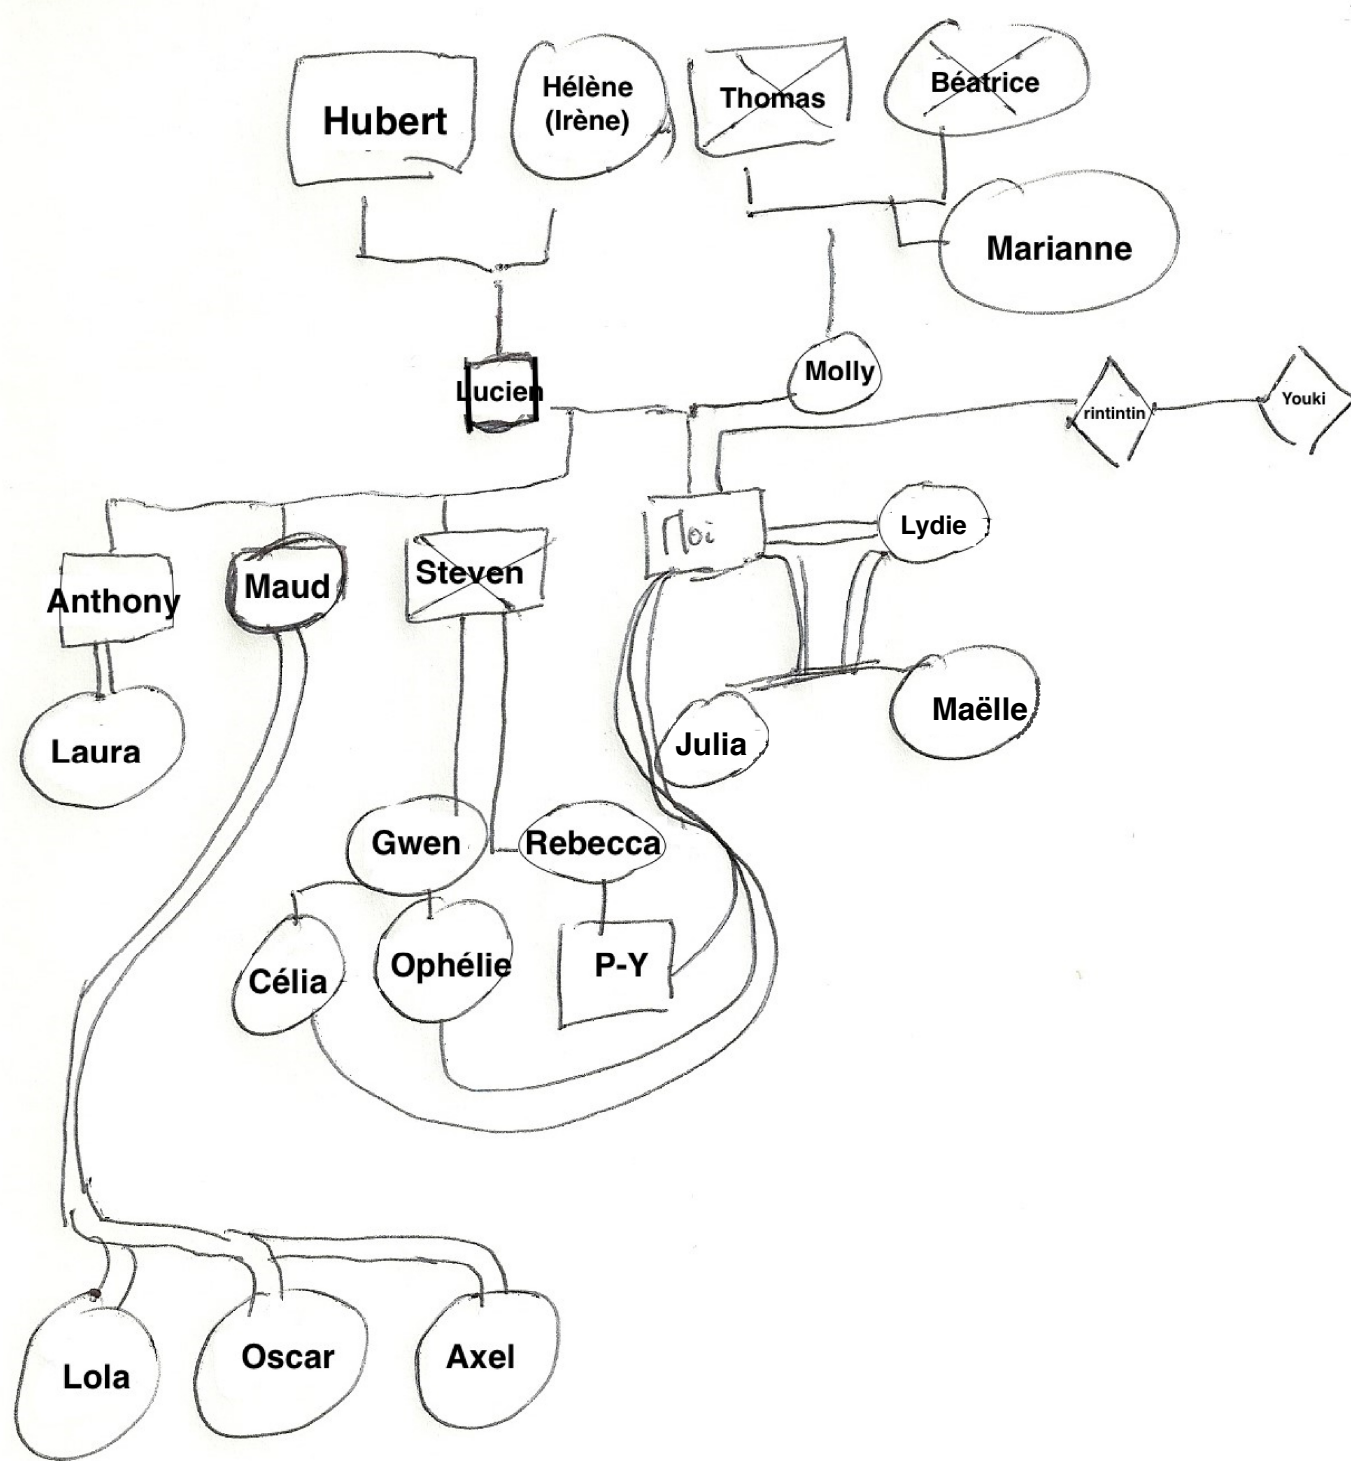 Hubert
Hélène
(Irène)
Thomas
Béatrice
Marianne
Lucien
Molly
rintintin
Youki
Anthony
Maud
Steven
Moi
Lydie
Laura
Julia
Maëlle
Gwen
Rebecca
Célia
Ophélie
P-Y
Lola
Oscar
Axel